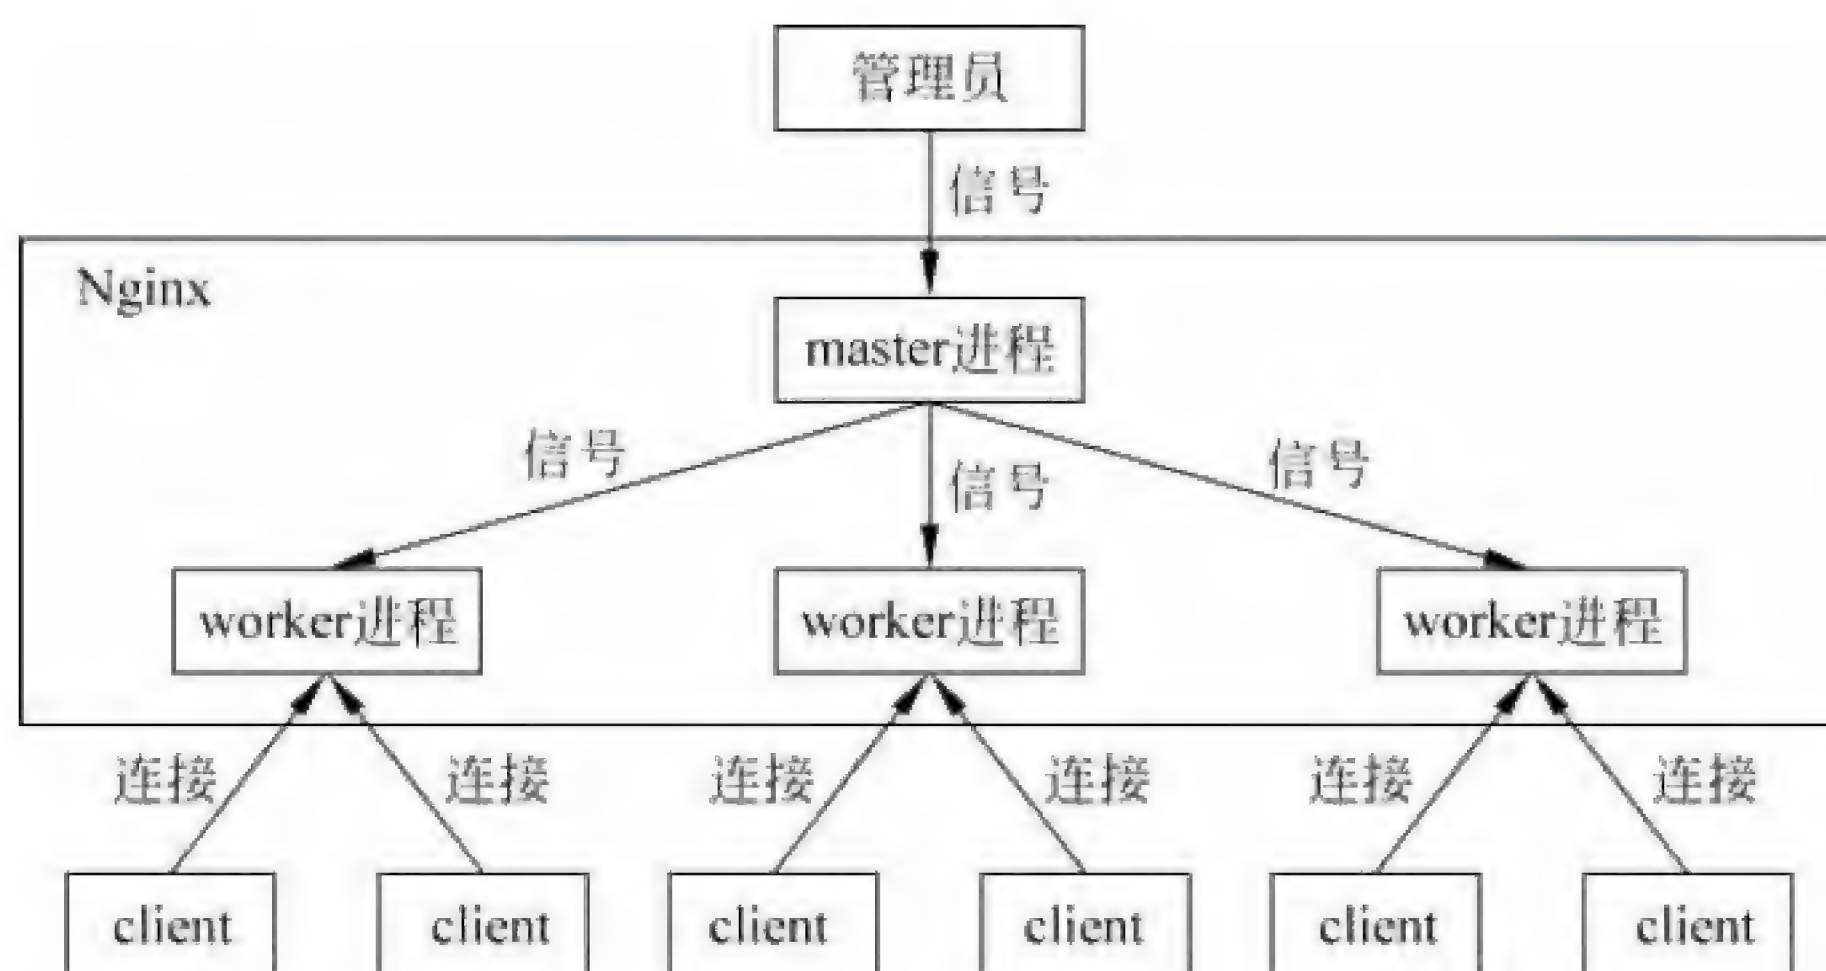 管理员
信号
Nginx
master进程
信号
信号
信号
worker进程
worker进程
worker进程
连接
连接
连接
连接
连接
连接
client
client
client
client
client
client